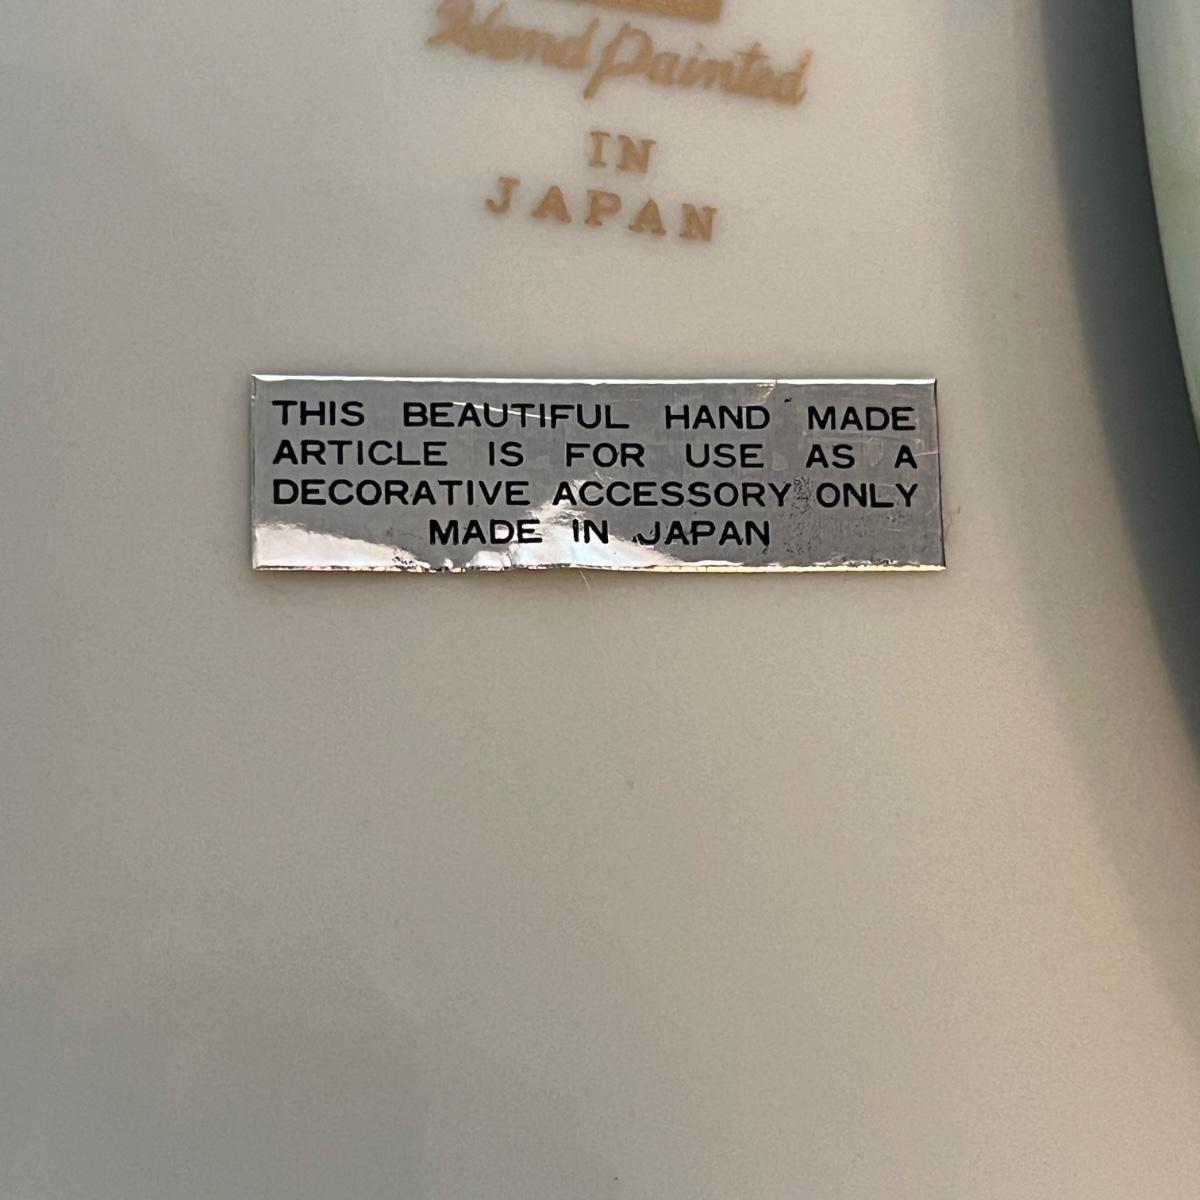 Hand Painted
IN
JAPAN
THIS BEAUTIFUL HAND MADE
ARTICLE IS FOR USE AS A
DECORATIVE ACCESSORY ONLY
MADE IN JAPAN